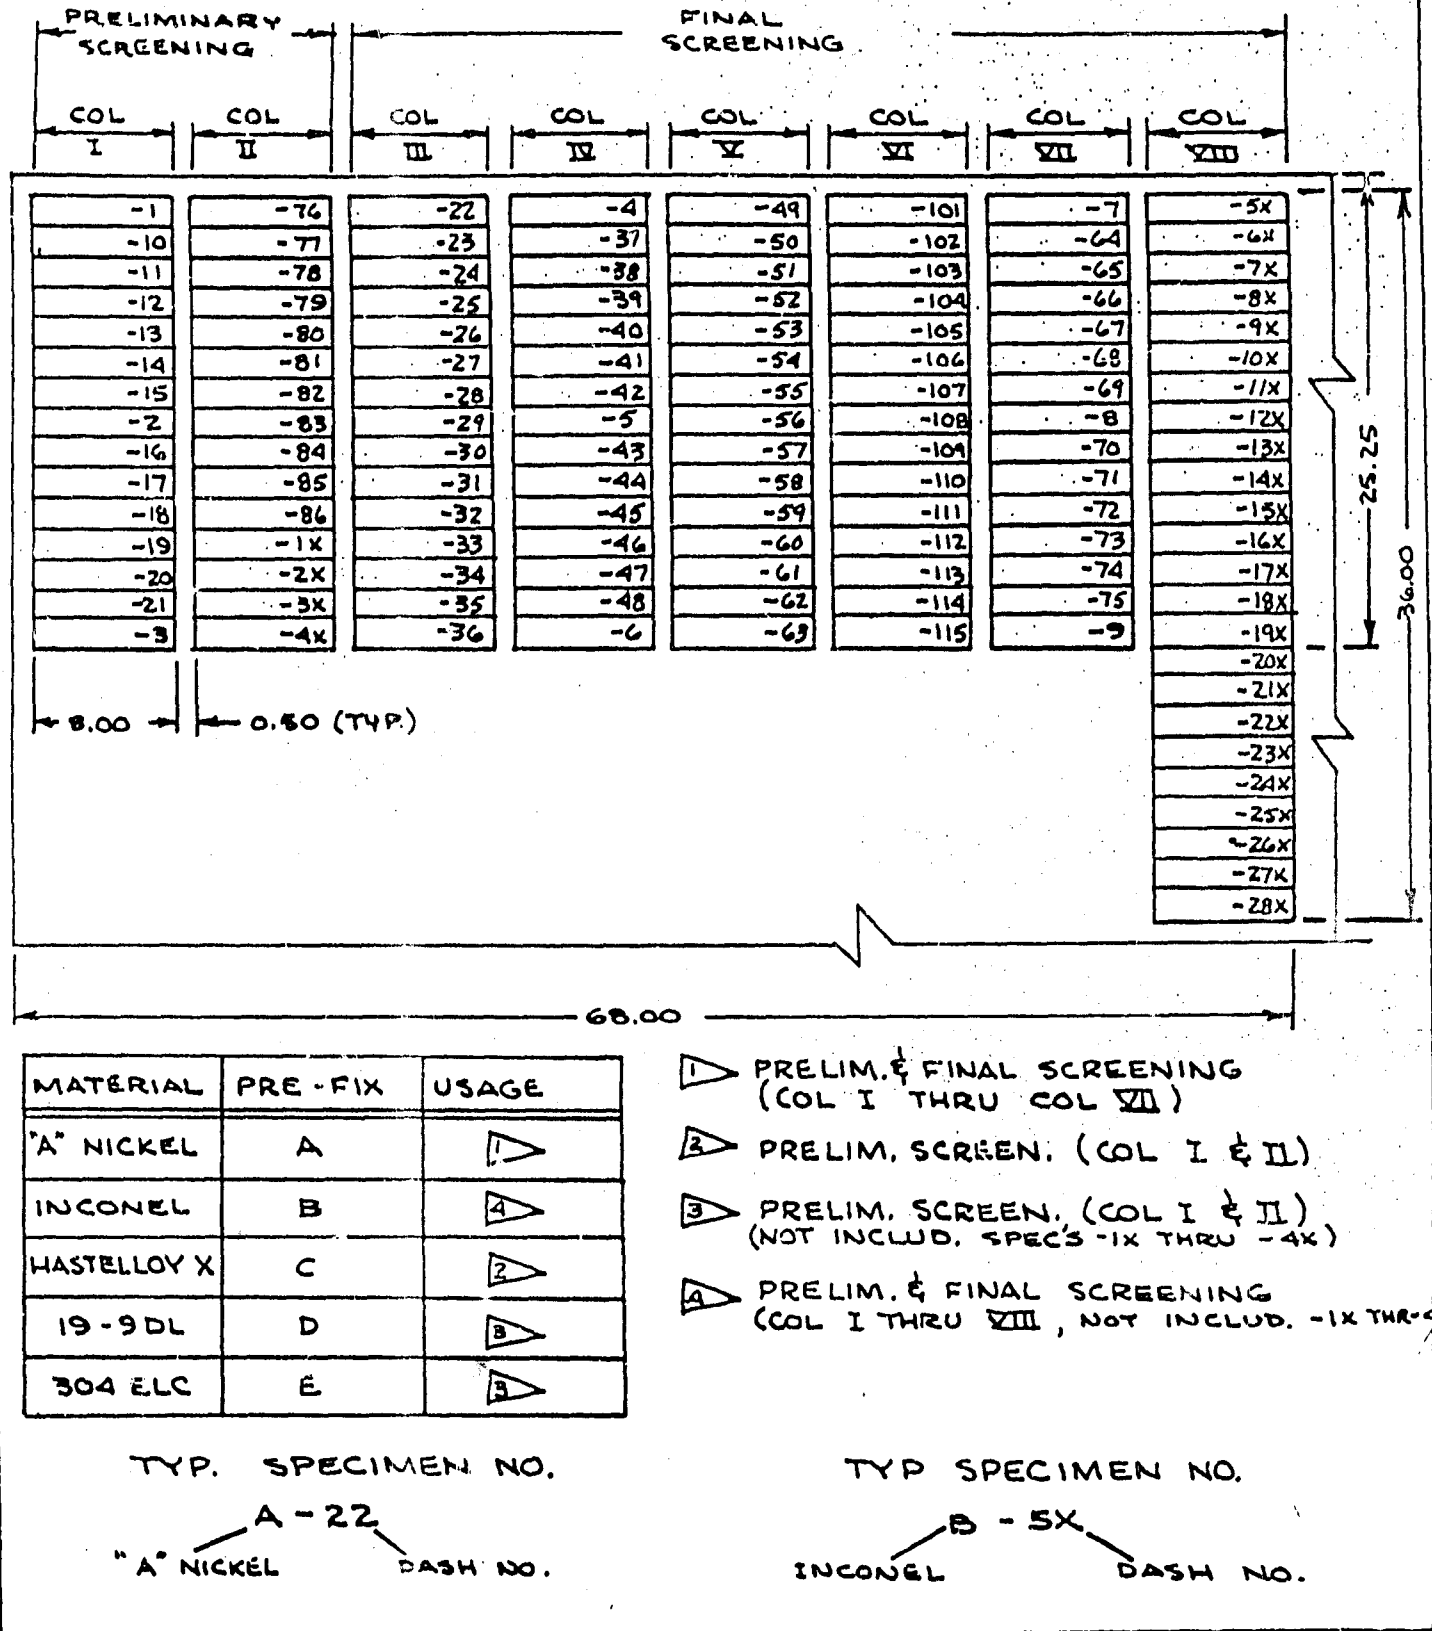 PRELIMINARY
SCREENING
FINAL
SCREENING
COL I
COL II
COL III
COL IV
COL V
COL VI
COL VII
COL VIII
-1 -76 -22 -4 -49 -101 -7 -5X
-10 -77 -23 -37 -50 -102 -64 -6X
-11 -78 -24 -38 -51 -103 -65 -7X
-12 -79 -25 -39 -52 -104 -66 -8X
-13 -80 -26 -40 -53 -105 -67 -9X
-14 -81 -27 -41 -54 -106 -68 -10X
-15 -82 -28 -42 -55 -107 -69 -11X
-2 -83 -29 -5 -56 -108 -8 -12X
-16 -84 -30 -43 -57 -109 -70 -13X
-17 -85 -31 -44 -58 -110 -71 -14X
-18 -86 -32 -45 -59 -111 -72 -15X
-19 -1X -33 -46 -60 -112 -73 -16X
-20 -2X -34 -47 -61 -113 -74 -17X
-21 -3X -35 -48 -62 -114 -75 -18X
-3 -4X -36 -6 -63 -115 -9 -19X
-20X
-21X
-22X
-23X
-24X
-25X
-26X
-27X
-28X
25.25
36.00
8.00
0.50 (TYP.)
68.00
MATERIAL PRE-FIX USAGE
"A" NICKEL A 1
INCONEL B 4
HASTELLOY X C 2
19-9DL D 3
304 ELC E 3
1 PRELIM. & FINAL SCREENING
(COL I THRU COL VII)
2 PRELIM. SCREEN. (COL I & II)
3 PRELIM. SCREEN. (COL I & II)
(NOT INCLUD. SPEC'S -1X THRU -4X)
4 PRELIM. & FINAL SCREENING
(COL I THRU VIII, NOT INCLUD. -1X
TYP. SPECIMEN NO.
A - 22
"A" NICKEL DASH NO.
TYP SPECIMEN NO.
B - 5X
INCONEL DASH NO.